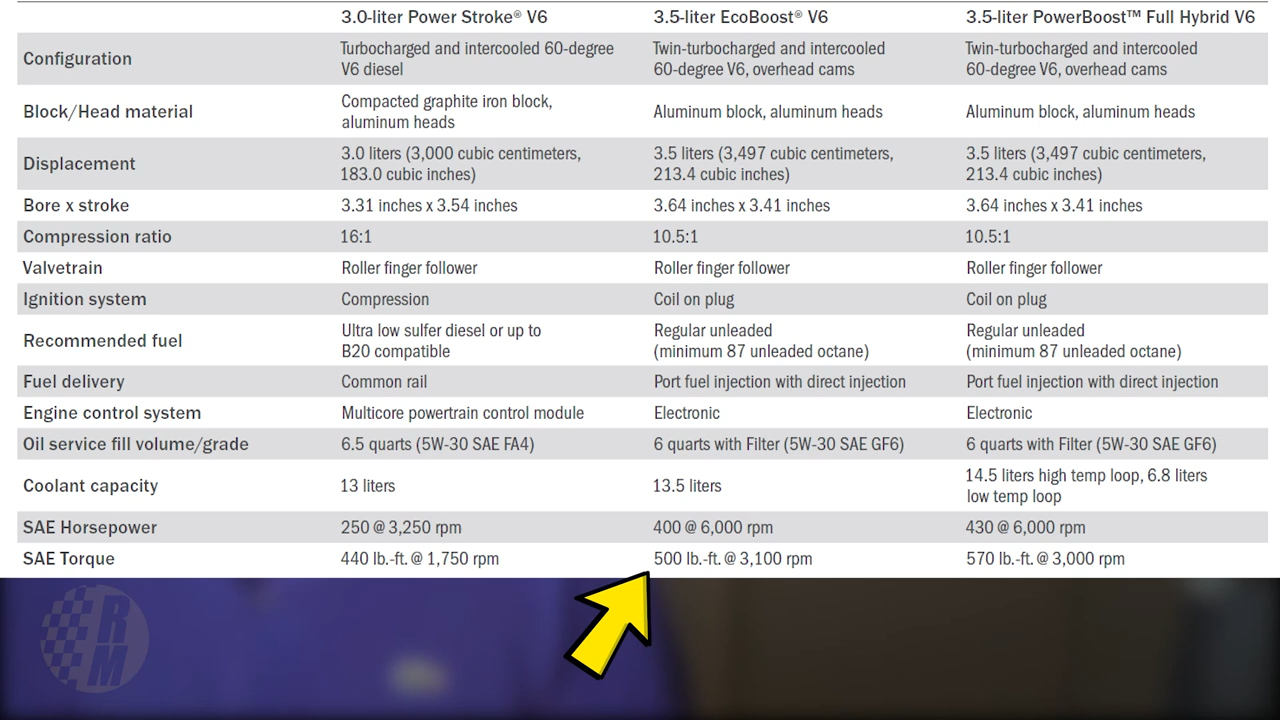 3.0-liter Power Stroke® V6 3.5-liter EcoBoost® V6 3.5-liter PowerBoost™ Full Hybrid V6
Configuration
Turbocharged and intercooled 60-degree
V6 diesel
Twin-turbocharged and intercooled
60-degree V6, overhead cams
Twin-turbocharged and intercooled
60-degree V6, overhead cams
Block/Head material
Compacted graphite iron block,
aluminum heads
Aluminum block, aluminum heads
Aluminum block, aluminum heads
Displacement
3.0 liters (3,000 cubic centimeters,
183.0 cubic inches)
3.5 liters (3,497 cubic centimeters,
213.4 cubic inches)
3.5 liters (3,497 cubic centimeters,
213.4 cubic inches)
Bore x stroke 3.31 inches x 3.54 inches 3.64 inches x 3.41 inches 3.64 inches x 3.41 inches
Compression ratio 16:1 10.5:1 10.5:1
Valvetrain Roller finger follower Roller finger follower Roller finger follower
Ignition system Compression Coil on plug Coil on plug
Recommended fuel
Ultra low sulfer diesel or up to
B20 compatible
Regular unleaded
(minimum 87 unleaded octane)
Regular unleaded
(minimum 87 unleaded octane)
Fuel delivery Common rail Port fuel injection with direct injection Port fuel injection with direct injection
Engine control system Multicore powertrain control module Electronic Electronic
Oil service fill volume/grade 6.5 quarts (5W-30 SAE FA4) 6 quarts with Filter (5W-30 SAE GF6) 6 quarts with Filter (5W-30 SAE GF6)
Coolant capacity 13 liters 13.5 liters
14.5 liters high temp loop, 6.8 liters
low temp loop
SAE Horsepower 250 @ 3,250 rpm 400 @ 6,000 rpm 430 @ 6,000 rpm
SAE Torque 440 lb.-ft. @ 1,750 rpm 500 lb.-ft. @ 3,100 rpm 570 lb.-ft. @ 3,000 rpm
R
M